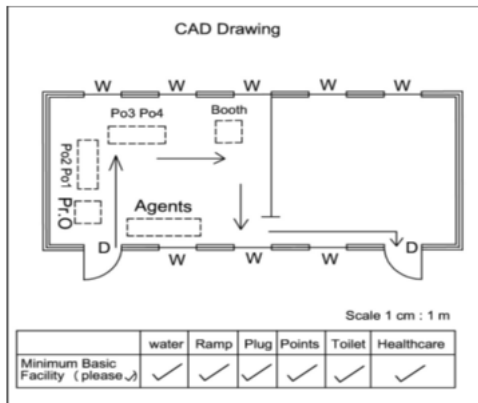 CAD Drawing
W W W W W
Po3 Po4 Booth
Po2 Po1
Pr.O
Agents
D W W W D
Scale 1 cm : 1 m
water Ramp Plug Points Toilet Healthcare
Minimum Basic
Facility (please ✓) ✓ ✓ ✓ ✓ ✓ ✓